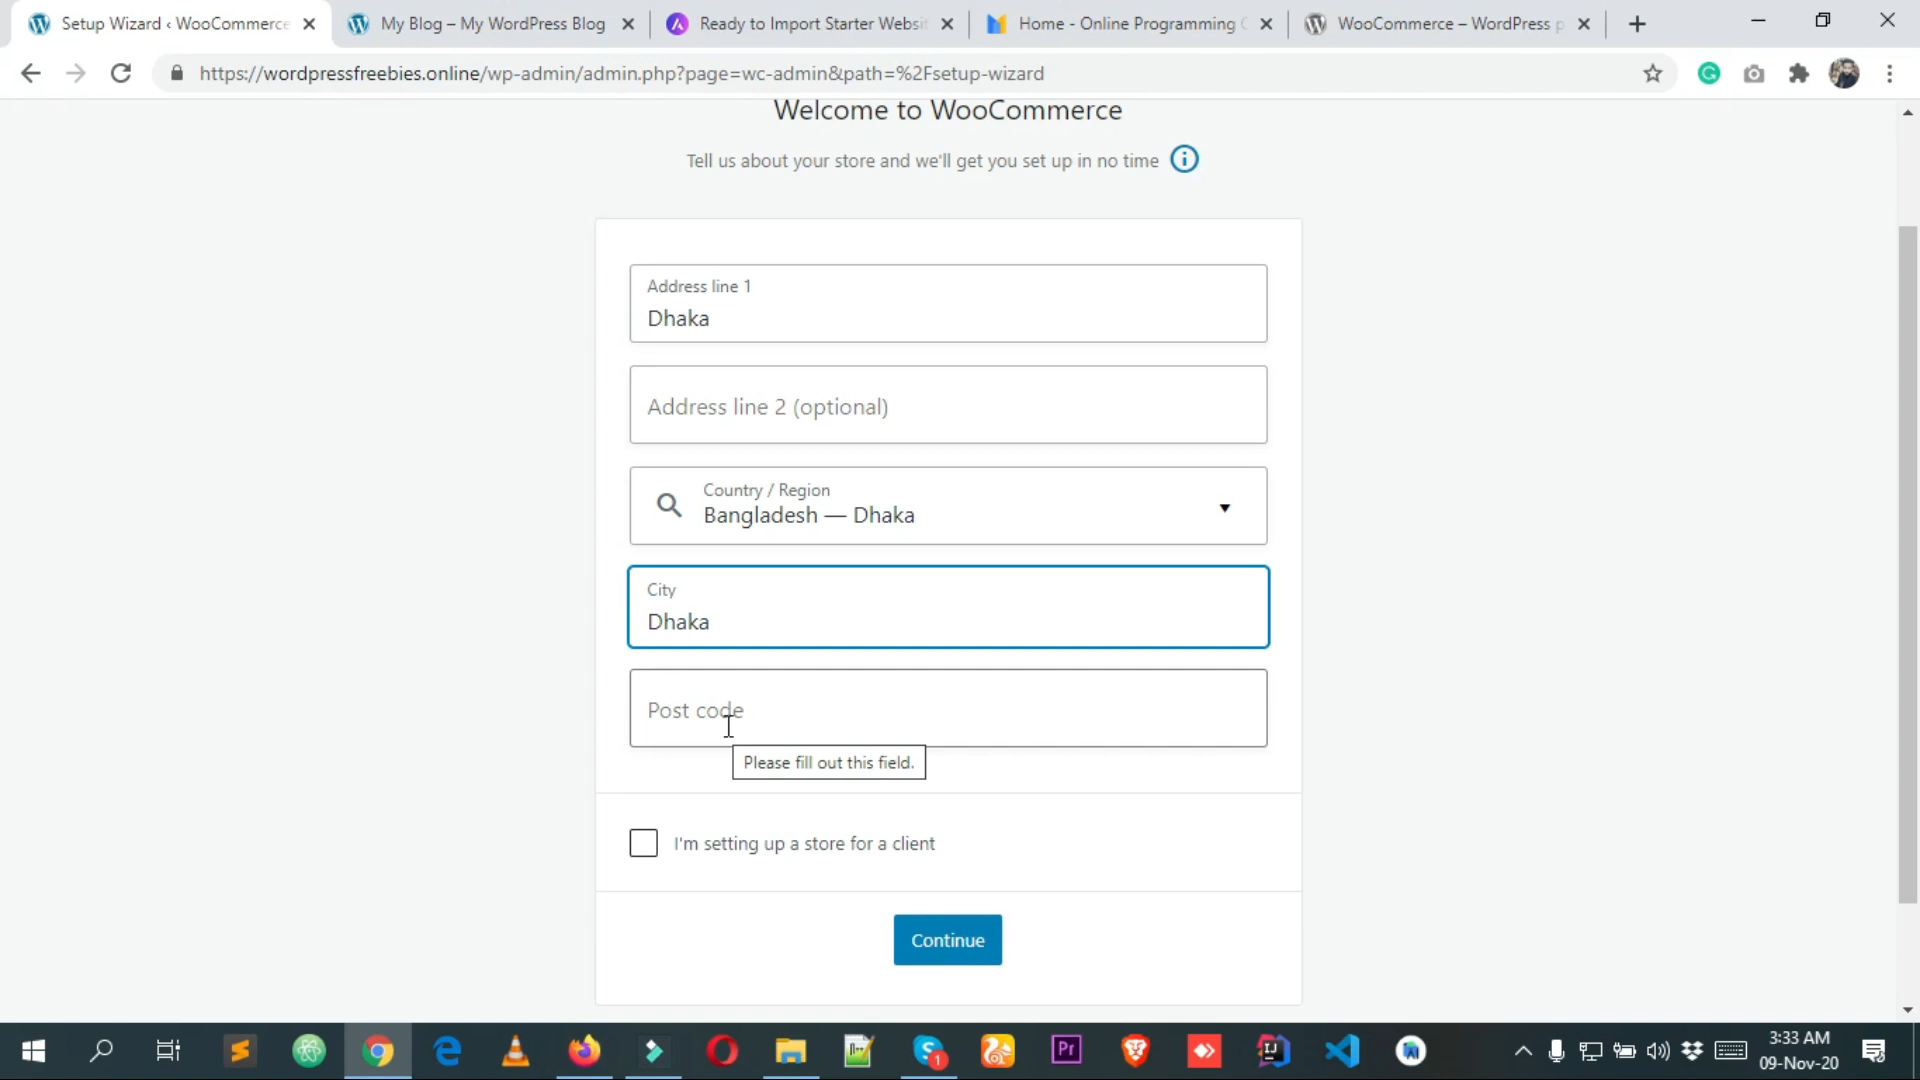 Setup Wizard ‹ WooCommerce
My Blog – My WordPress Blog
Ready to Import Starter Websit
Home - Online Programming C
WooCommerce – WordPress p
https://wordpressfreebies.online/wp-admin/admin.php?page=wc-admin&path=%2Fsetup-wizard
Welcome to WooCommerce
Tell us about your store and we'll get you set up in no time
Address line 1
Dhaka
Address line 2 (optional)
Country / Region
Bangladesh — Dhaka
City
Dhaka
Post code
Please fill out this field.
I'm setting up a store for a client
Continue
Pr
1
3:33 AM
09-Nov-20